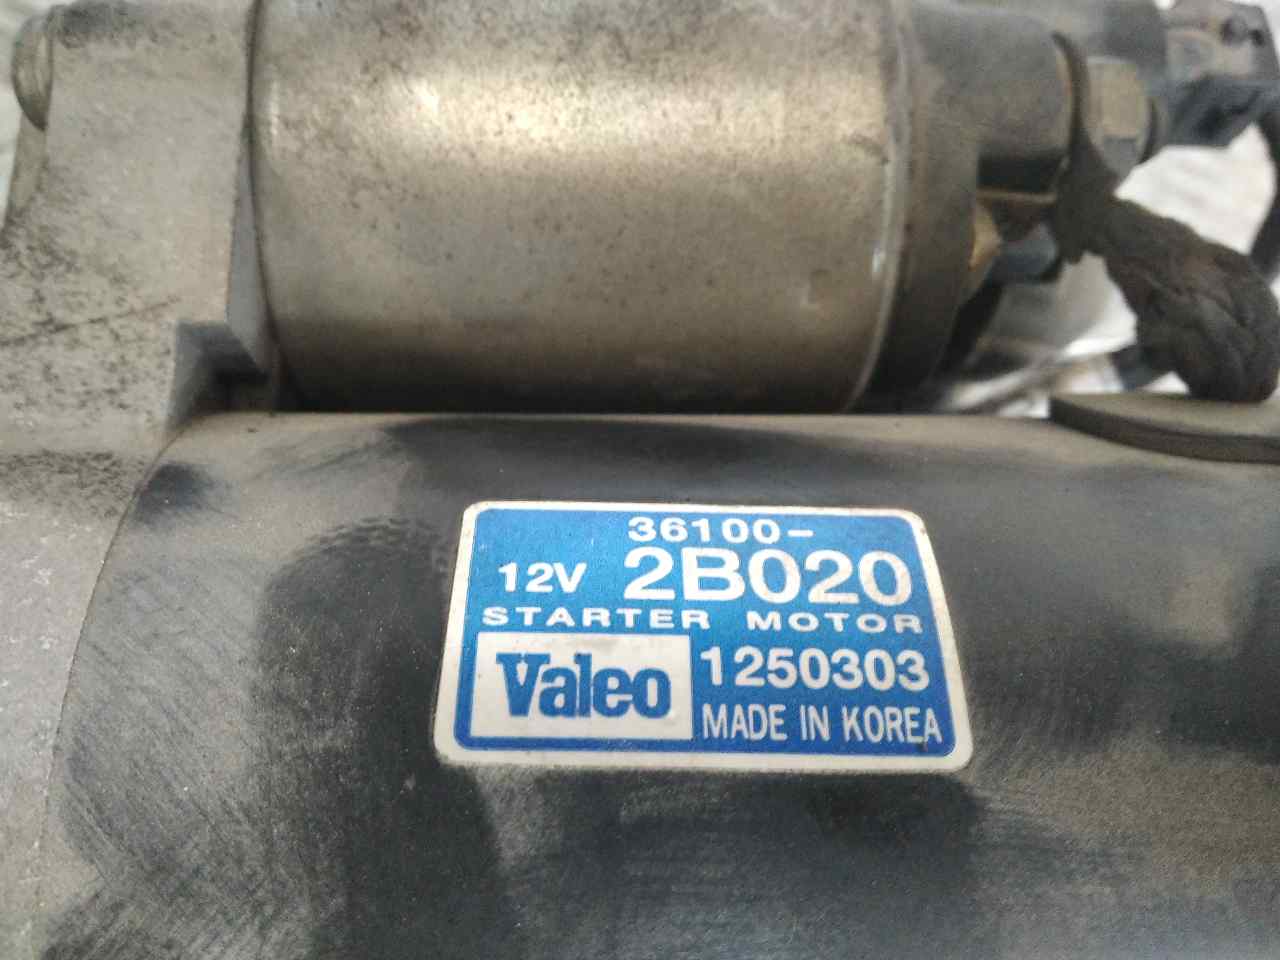 36100-
12V 2B020
STARTER MOTOR
Valeo 1250303
MADE IN KOREA